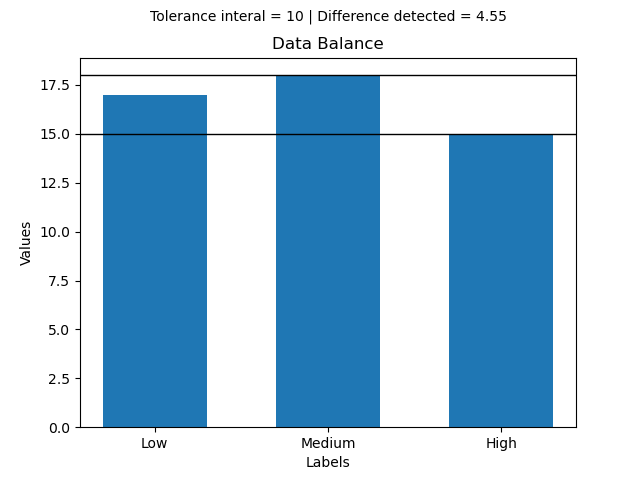 Tolerance interal = 10 | Difference detected = 4.55
Data Balance
17.5
15.0
12.5
10.0
7.5
5.0
2.5
0.0
Values
Low Medium High
Labels